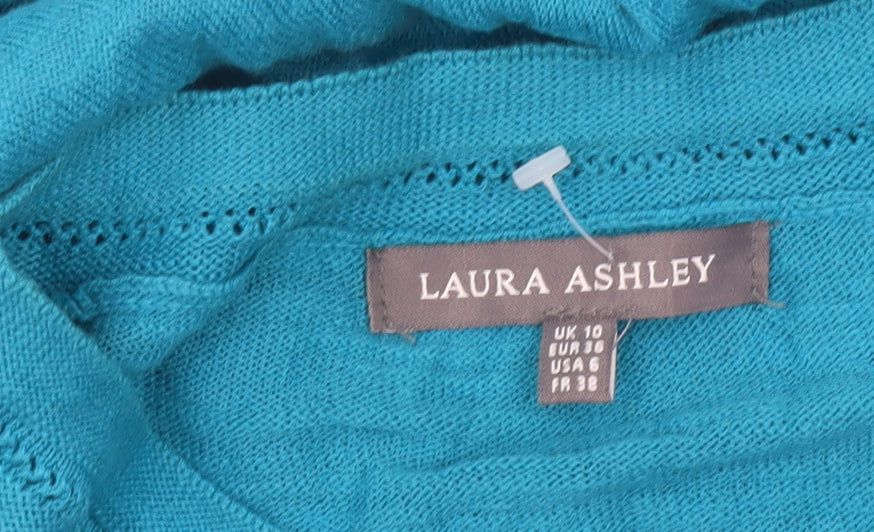 LAURA ASHLEY
UK 10
EUR 36
USA 6
FR 38